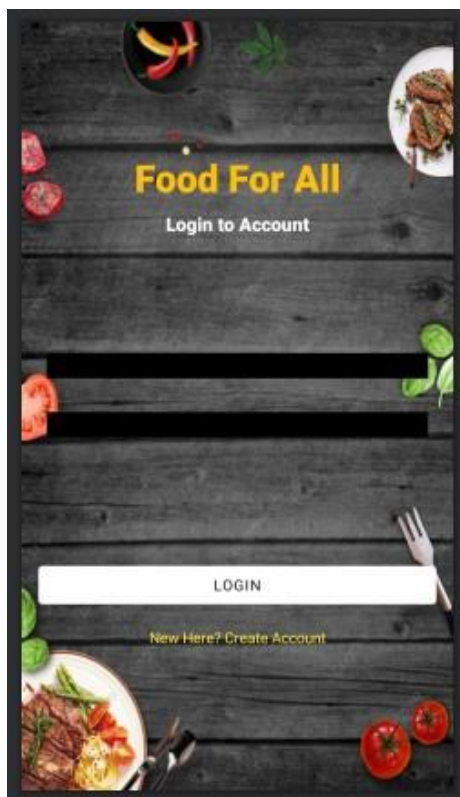 Food For All
Login to Account
LOGIN
New Here? Create Account